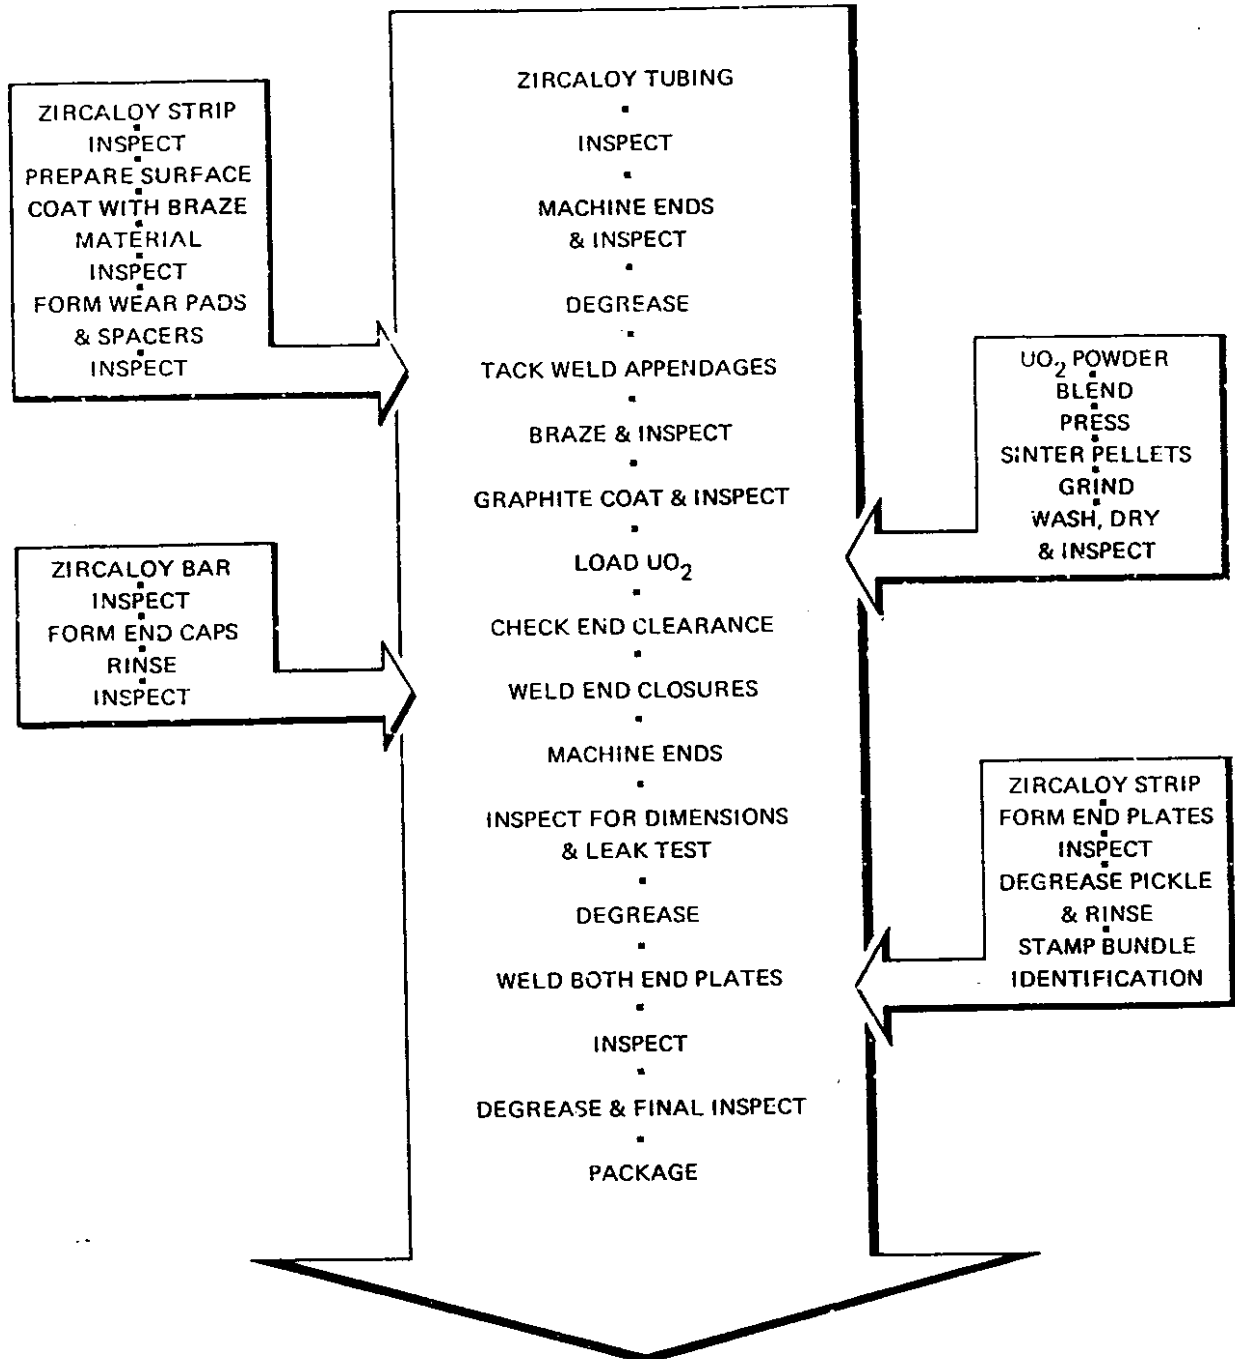 ZIRCALOY TUBING
INSPECT
MACHINE ENDS
& INSPECT
DEGREASE
TACK WELD APPENDAGES
BRAZE & INSPECT
GRAPHITE COAT & INSPECT
LOAD UO₂
CHECK END CLEARANCE
WELD END CLOSURES
MACHINE ENDS
INSPECT FOR DIMENSIONS
& LEAK TEST
DEGREASE
WELD BOTH END PLATES
INSPECT
DEGREASE & FINAL INSPECT
PACKAGE
ZIRCALOY STRIP
INSPECT
PREPARE SURFACE
COAT WITH BRAZE
MATERIAL
INSPECT
FORM WEAR PADS
& SPACERS
INSPECT
ZIRCALOY BAR
INSPECT
FORM END CAPS
RINSE
INSPECT
UO₂ POWDER
BLEND
PRESS
SINTER PELLETS
GRIND
WASH, DRY
& INSPECT
ZIRCALOY STRIP
FORM END PLATES
INSPECT
DEGREASE PICKLE
& RINSE
STAMP BUNDLE
IDENTIFICATION